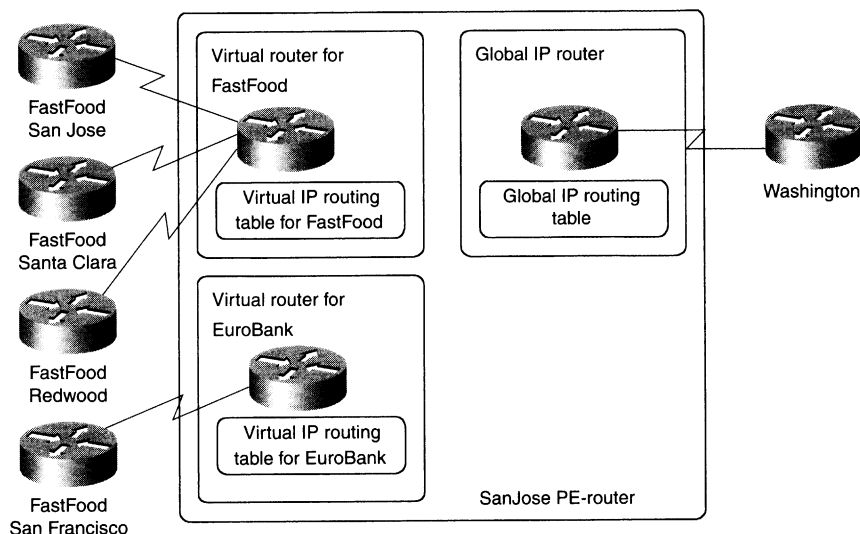 FastFood
San Jose
FastFood
Santa Clara
FastFood
Redwood
FastFood
San Francisco
Virtual router for
FastFood
Virtual IP routing
table for FastFood
Virtual router for
EuroBank
Virtual IP routing
table for EuroBank
Global IP router
Global IP routing
table
SanJose PE-router
Washington